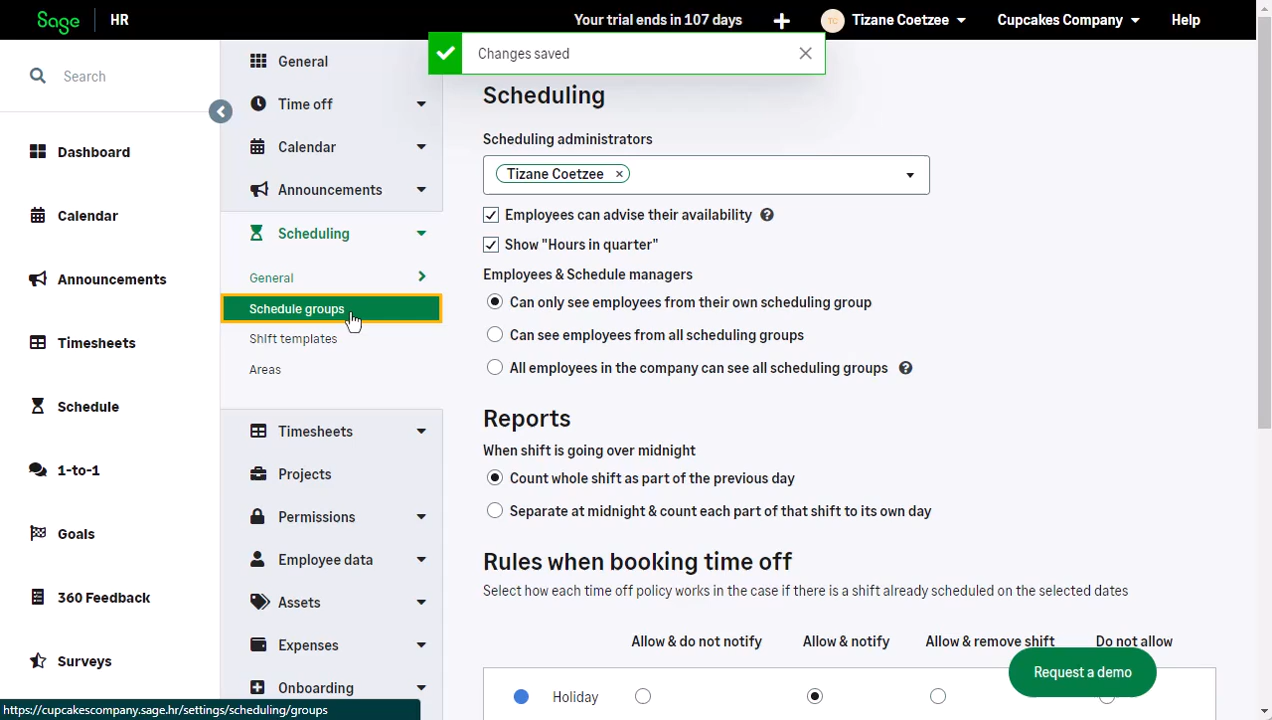 Sage HR Your trial ends in 107 days TC Tizane Coetzee Cupcakes Company Help
Changes saved
Search
Dashboard
Calendar
Announcements
Timesheets
Schedule
1-to-1
Goals
360 Feedback
Surveys
General
Time off
Calendar
Announcements
Scheduling
General
Schedule groups
Shift templates
Areas
Timesheets
Projects
Permissions
Employee data
Assets
Expenses
Onboarding
Scheduling
Scheduling administrators
Tizane Coetzee ×
Employees can advise their availability ?
Show "Hours in quarter"
Employees & Schedule managers
Can only see employees from their own scheduling group
Can see employees from all scheduling groups
All employees in the company can see all scheduling groups ?
Reports
When shift is going over midnight
Count whole shift as part of the previous day
Separate at midnight & count each part of that shift to its own day
Rules when booking time off
Select how each time off policy works in the case if there is a shift already scheduled on the selected dates
Allow & do not notify Allow & notify Allow & remove shift Do not allow
Holiday
Request a demo
https://cupcakescompany.sage.hr/settings/scheduling/groups